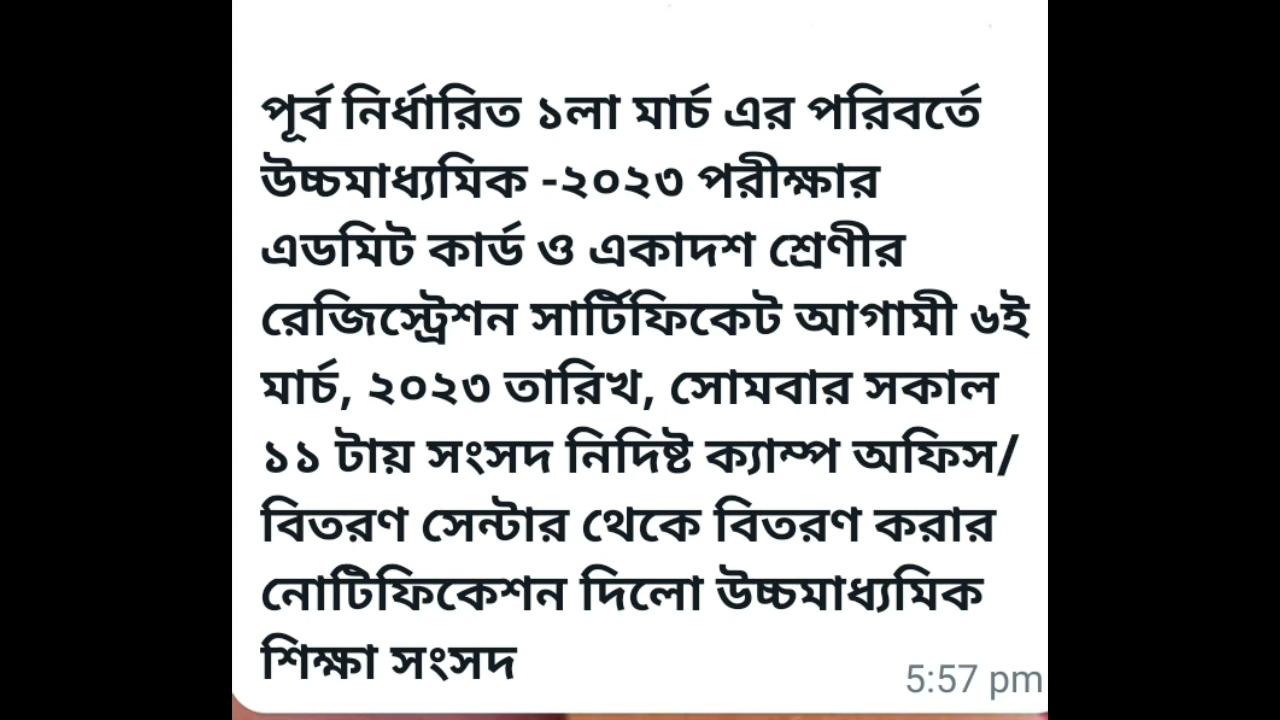 পূর্ব নির্ধারিত ১লা মার্চ এর পরিবর্তে
উচ্চমাধ্যমিক -২০২৩ পরীক্ষার
এডমিট কার্ড ও একাদশ শ্রেণীর
রেজিস্ট্রেশন সার্টিফিকেট আগামী ৬ই
মার্চ, ২০২৩ তারিখ, সোমবার সকাল
১১ টায় সংসদ নিদিষ্ট ক্যাম্প অফিস/
বিতরণ সেন্টার থেকে বিতরণ করার
নোটিফিকেশন দিলো উচ্চমাধ্যমিক
শিক্ষা সংসদ
5:57 pm